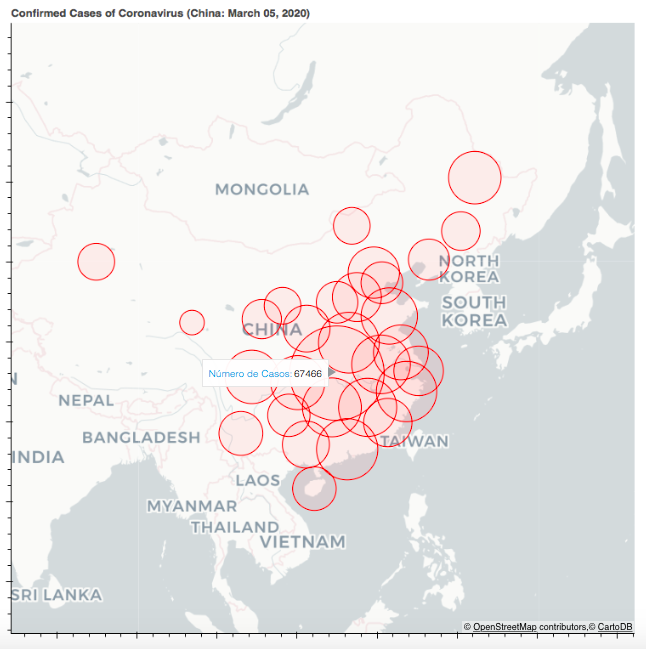 Confirmed Cases of Coronavirus (China: March 05, 2020)
MONGOLIA
NORTH
KOREA
SOUTH
KOREA
CHINA
Número de Casos: 67466
N
NEPAL
BANGLADESH
TAIWAN
INDIA
LAOS
MYANMAR
THAILAND
VIETNAM
SRI LANKA
© OpenStreetMap contributors,© CartoDB